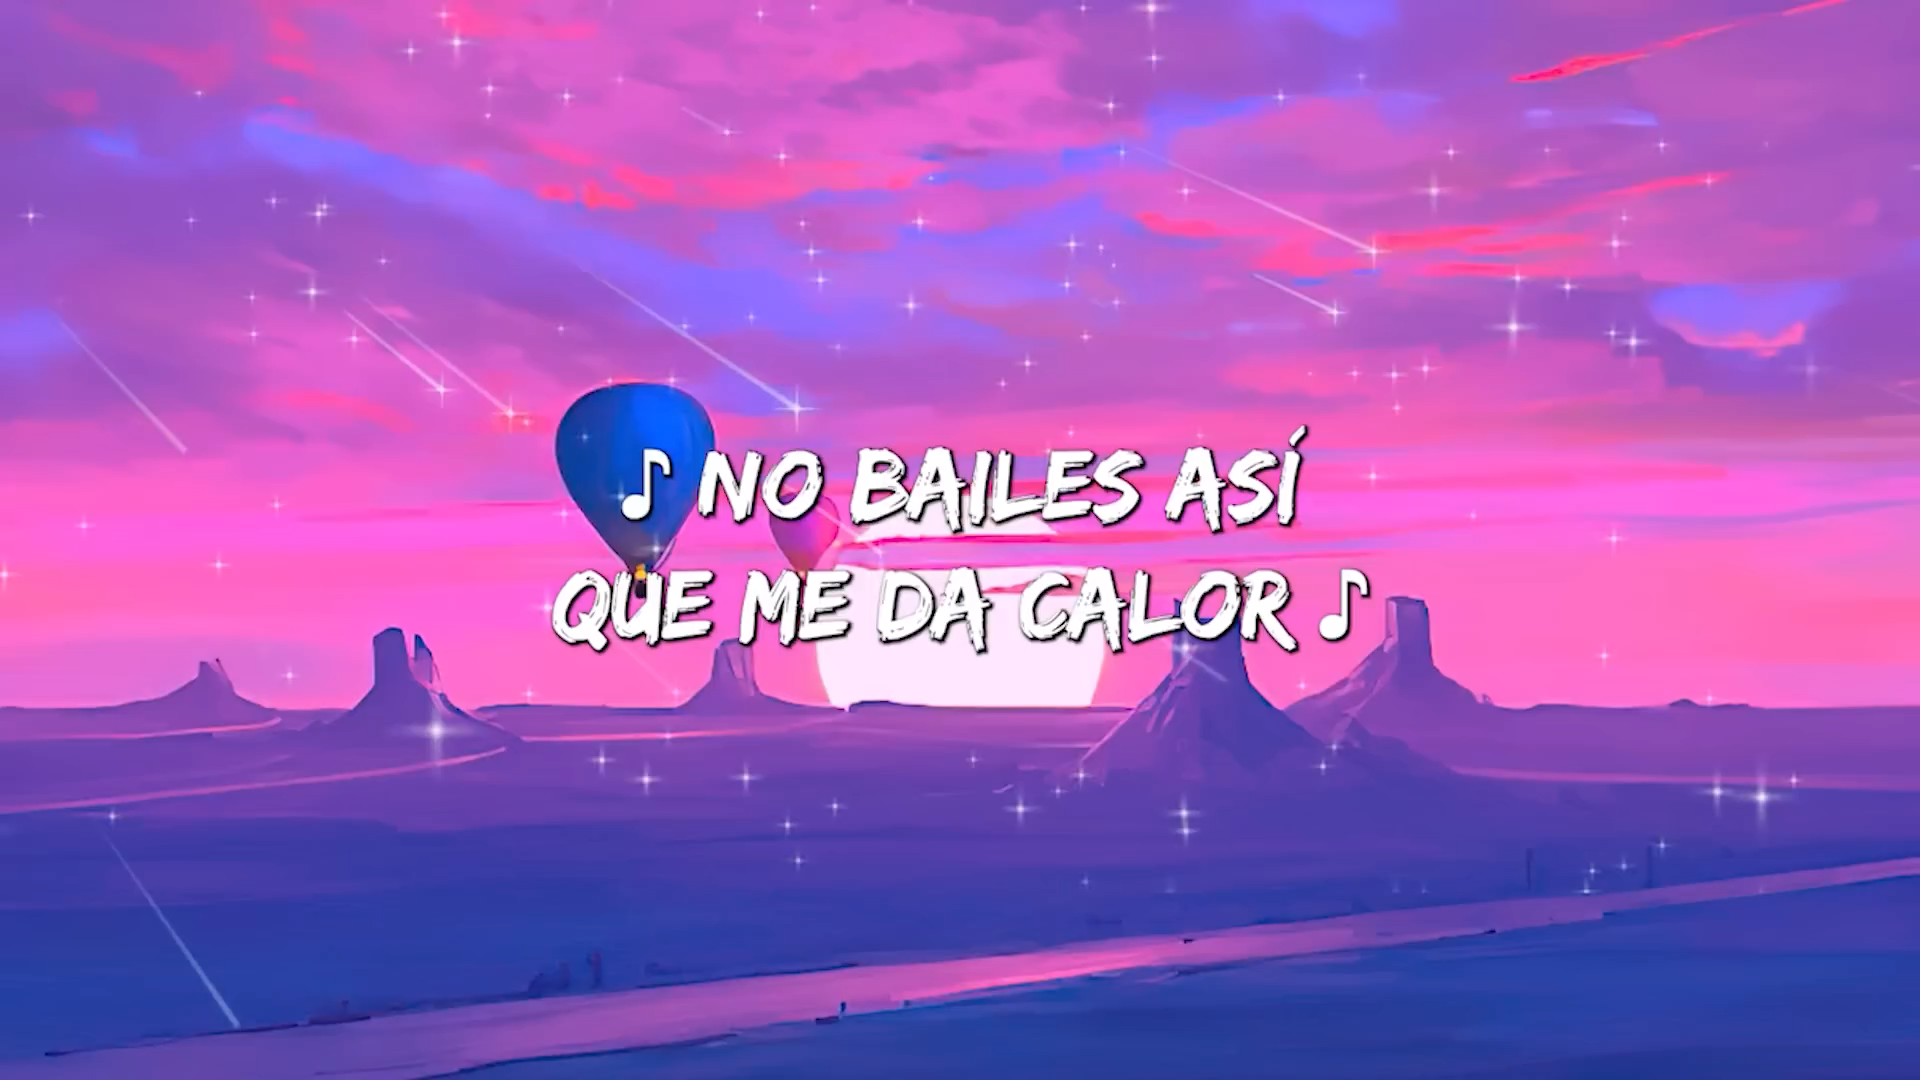 ♪ NO BAILES ASÍ
QUE ME DA CALOR ♪